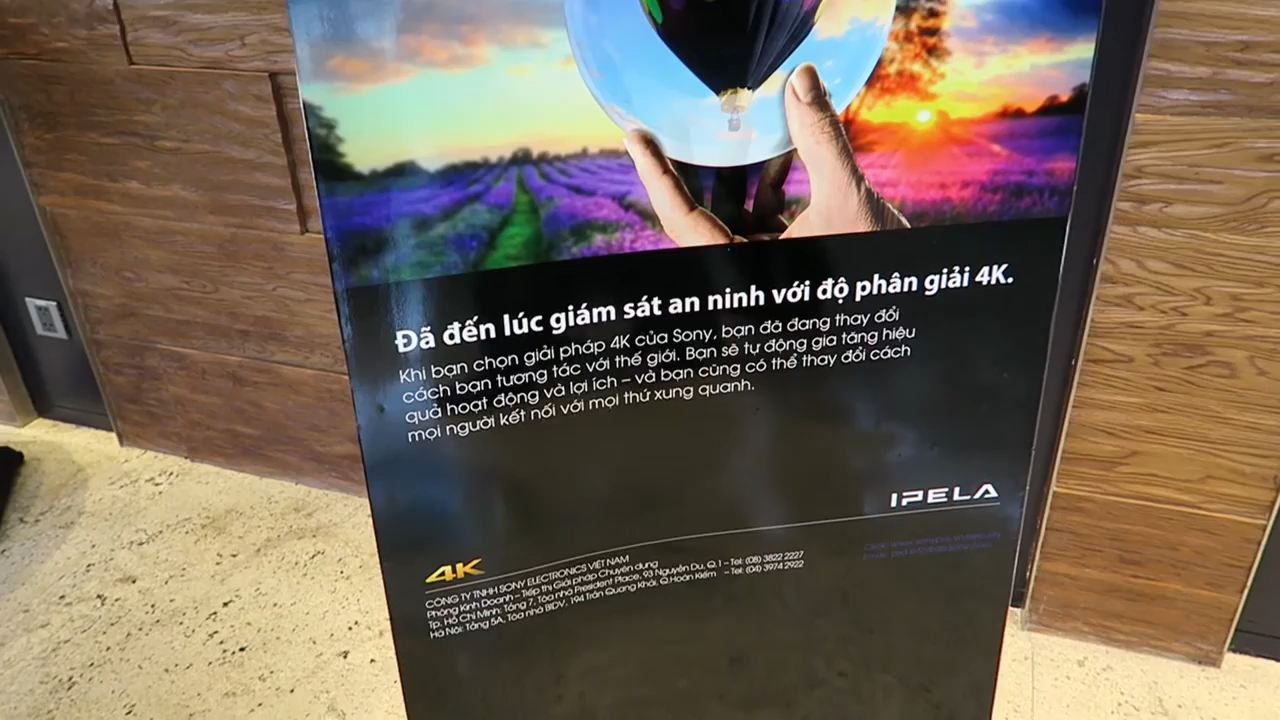 Đã đến lúc giám sát an ninh với độ phân giải 4K.
Khi bạn chọn giải pháp 4K của Sony, bạn đã đang thay đổi
cách bạn tương tác với thế giới. Bạn sẽ tự động gia tăng hiệu
quả hoạt động và lợi ích – và bạn cũng có thể thay đổi cách
mọi người kết nối với mọi thứ xung quanh.
IPELA
4K
CÔNG TY TNHH SONY ELECTRONICS VIỆT NAM
Phòng Kinh Doanh – Tiếp thị Giải pháp Chuyên dụng
Tp. Hồ Chí Minh: Tầng 7, Tòa nhà President Place, 93 Nguyễn Du, Q.1 – Tel: (08) 3822 2227
Hà Nội: Tầng 5A, Tòa nhà BIDV, 194 Trần Quang Khải, Q.Hoàn Kiếm – Tel: (04) 3974 2922